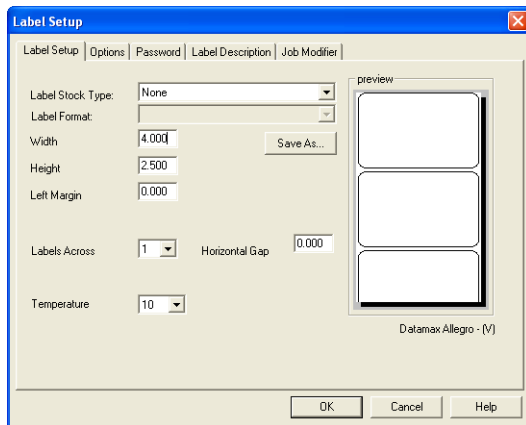 Label Setup
Label Setup Options Password Label Description Job Modifier
preview
Label Stock Type: None
Label Format:
Width 4.000 Save As...
Height 2.500
Left Margin 0.000
Labels Across 1 Horizontal Gap 0.000
Temperature 10
Datamax Allegro - (V)
OK Cancel Help